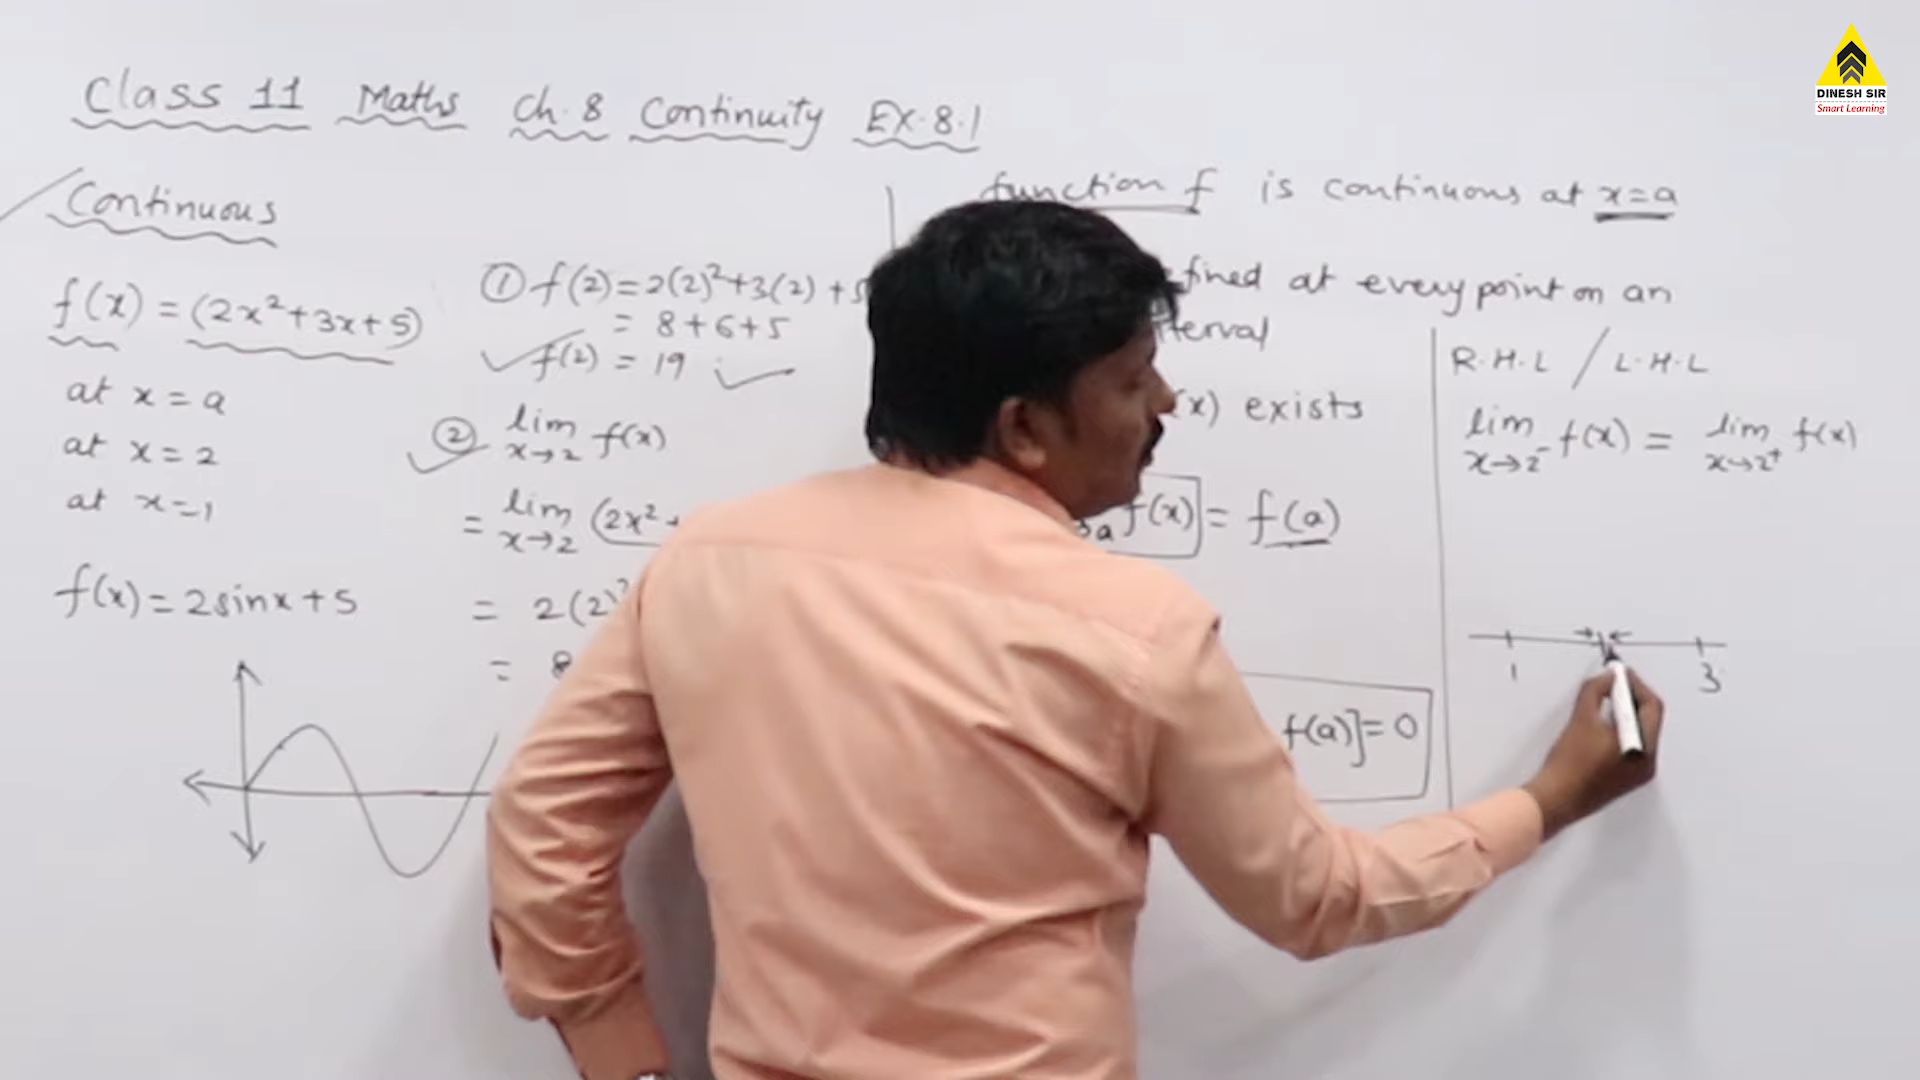 DINESH SIR
Smart Learning
Class 11 Maths Ch. 8 Continuity EX.8.1
Continuous
f(x) = (2x²+3x+5)
at x = a
at x = 2
at x = 1
f(x) = 2sinx+5
① f(2)=2(2)²+3(2)+5
= 8+6+5
f(2) = 19
② lim f(x)
x→2
= lim (2x²+
x→2
= 2(2)²
= 8
function f is continuous at x=a
fined at every point on an
terval
(x) exists
a f(x) = f(a)
f(a)]=0
R.H.L / L.H.L
lim f(x) = lim f(x)
x→2⁻ x→2⁺
1 3